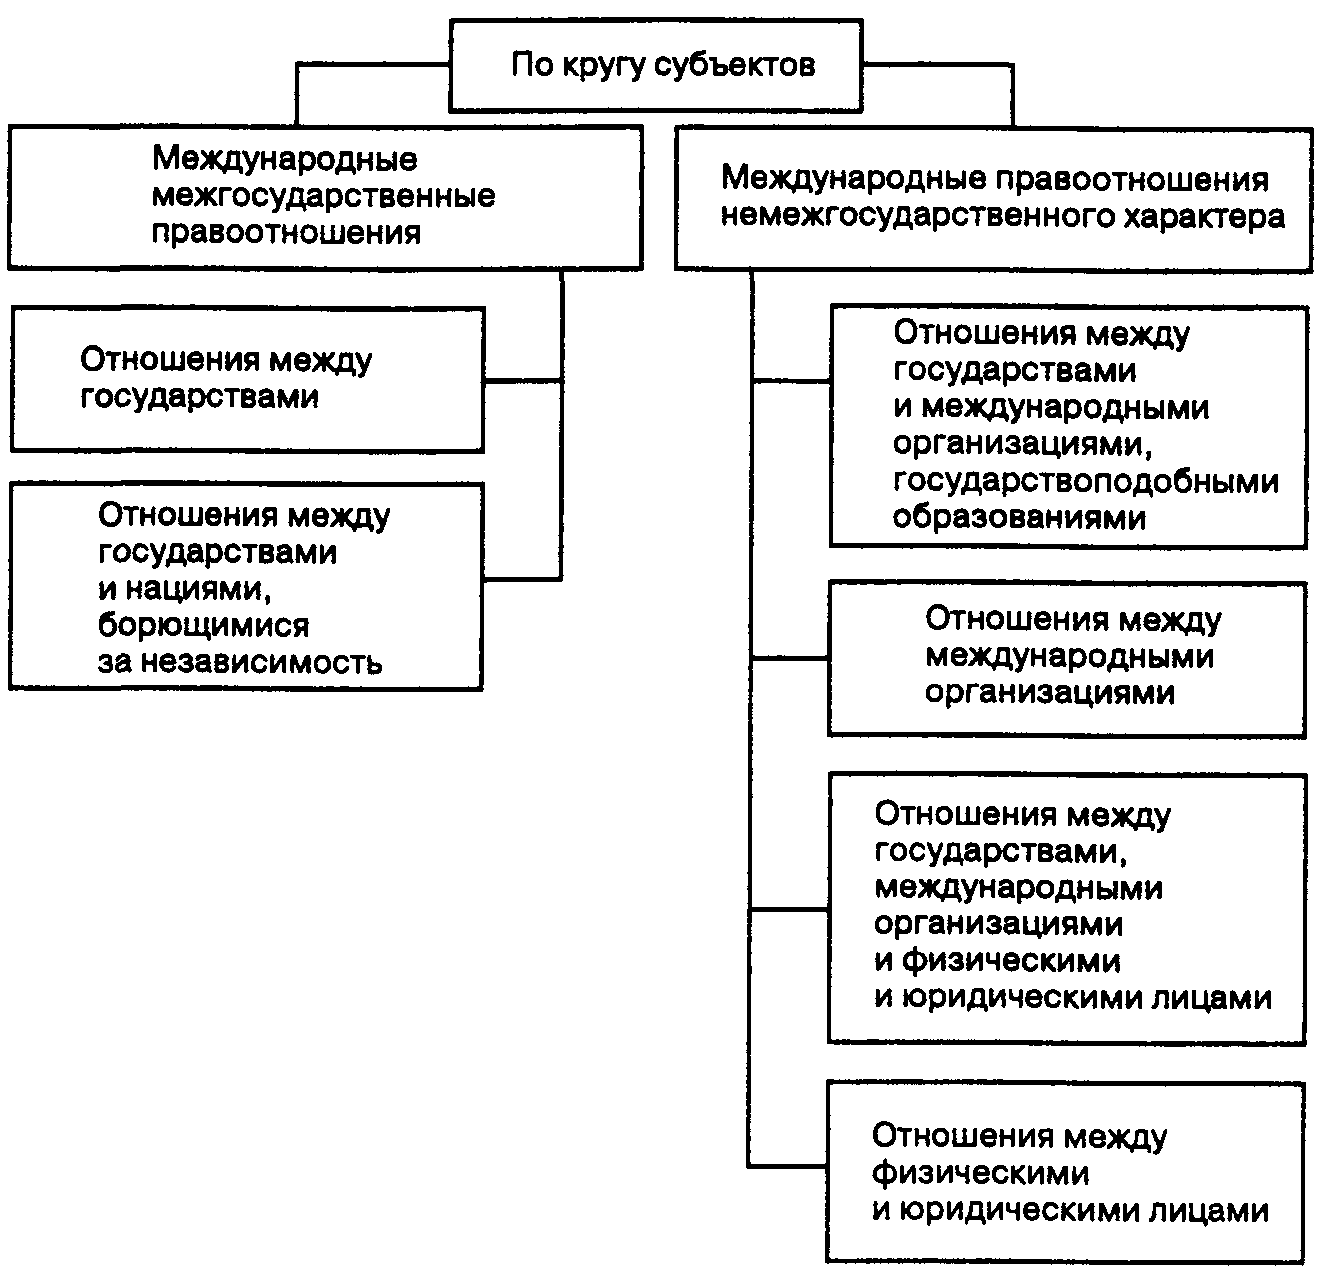 По кругу субъектов
Международные
межгосударственные
правоотношения
Отношения между
государствами
Отношения между
государствами
и нациями,
борющимися
за независимость
Международные правоотношения
немежгосударственного характера
Отношения между
государствами
и международными
организациями,
государствоподобными
образованиями
Отношения между
международными
организациями
Отношения между
государствами,
международными
организациями
и физическими
и юридическими лицами
Отношения между
физическими
и юридическими лицами